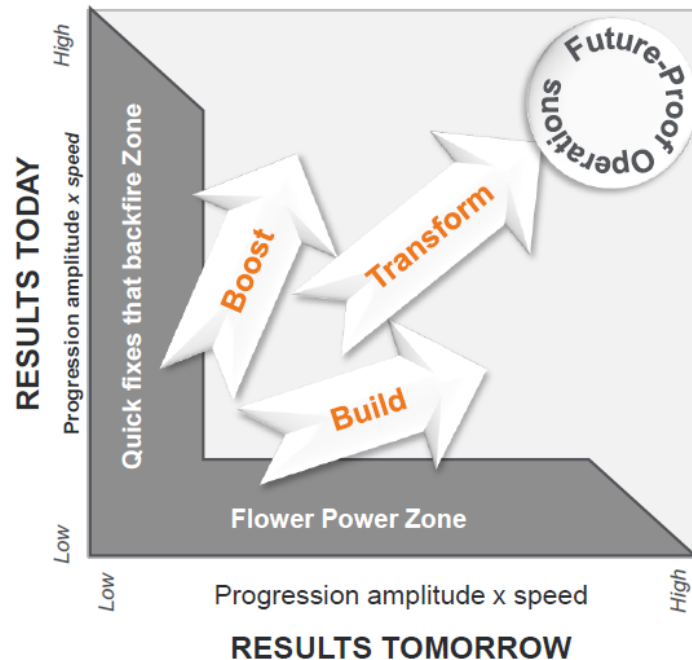 High
RESULTS TODAY
Progression amplitude x speed
Low
Quick fixes that backfire Zone
Future-Proof Operations
Boost
Transform
Build
Flower Power Zone
Low
Progression amplitude x speed
High
RESULTS TOMORROW